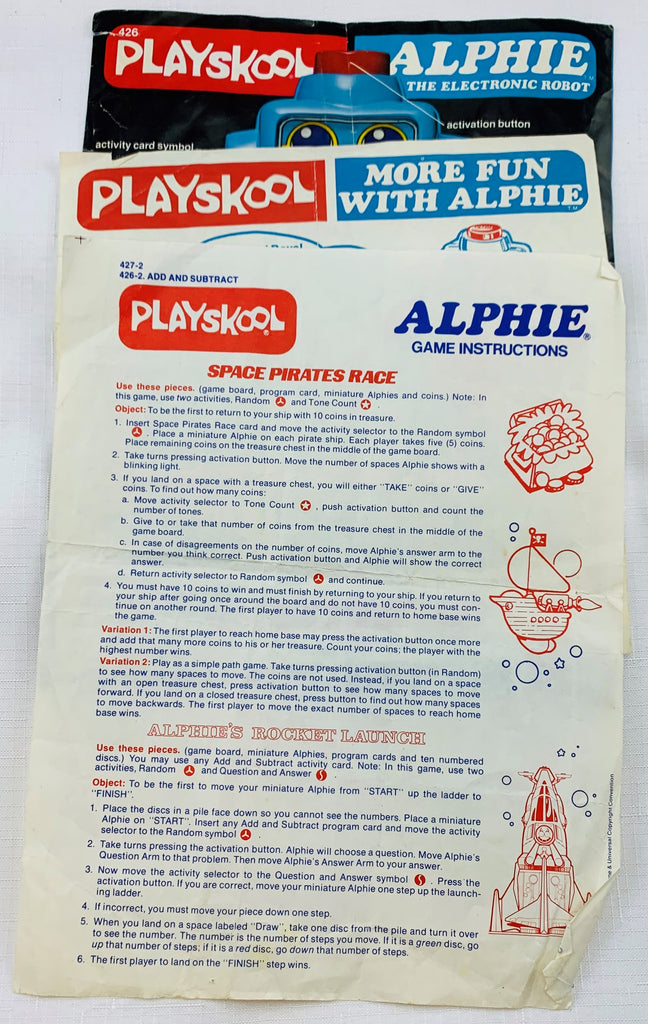 426
PLAYSKOOL
ALPHIE
THE ELECTRONIC ROBOT
TM
activation button
activity card symbol
PLAYSKOOL
MORE FUN
WITH ALPHIE
TM
427-2
426-2. ADD AND SUBTRACT
PLAYSKOOL®
ALPHIE®
GAME INSTRUCTIONS
SPACE PIRATES RACE
Use these pieces. (game board, program card, miniature Alphies and coins.) Note: In
this game, use two activities, Random and Tone Count .
Object: To be the first to return to your ship with 10 coins in treasure.
1. Insert Space Pirates Race card and move the activity selector to the Random symbol
. Place a miniature Alphie on each pirate ship. Each player takes five (5) coins.
Place remaining coins on the treasure chest in the middle of the game board.
2. Take turns pressing activation button. Move the number of spaces Alphie shows with a
blinking light.
3. If you land on a space with a treasure chest, you will either "TAKE" coins or "GIVE"
coins. To find out how many coins:
a. Move activity selector to Tone Count , push activation button and count the
number of tones.
b. Give to or take that number of coins from the treasure chest in the middle of the
game board.
c. In case of disagreements on the number of coins, move Alphie's answer arm to the
number you think correct. Push activation button and Alphie will show the correct
answer.
d. Return activity selector to Random symbol and continue.
4. You must have 10 coins to win and must finish by returning to your ship. If you return to
your ship after going once around the board and do not have 10 coins, you must con-
tinue on another round. The first player to have 10 coins and return to home base wins
the game.
Variation 1: The first player to reach home base may press the activation button once more
and add that many more coins to his or her treasure. Count your coins; the player with the
highest number wins.
Variation 2: Play as a simple path game. Take turns pressing activation button (in Random)
to see how many spaces to move. The coins are not used. Instead, if you land on a space
with an open treasure chest, press activation button to see how many spaces to move
forward. If you land on a closed treasure chest, press button to find out how many spaces
to move backwards. The first player to move the exact number of spaces to reach home
base wins.
ALPHIE'S ROCKET LAUNCH
Use these pieces. (game board, miniature Alphies, program cards and ten numbered
discs.) You may use any Add and Subtract activity card. Note: In this game, use two
activities, Random and Question and Answer .
Object: To be the first to move your miniature Alphie from "START" up the ladder to
"FINISH".
1. Place the discs in a pile face down so you cannot see the numbers. Place a miniature
Alphie on "START". Insert any Add and Subtract program card and move the activity
selector to the Random symbol .
2. Take turns pressing the activation button. Alphie will choose a question. Move Alphie's
Question Arm to that problem. Then move Alphie's Answer Arm to your answer.
3. Now move the activity selector to the Question and Answer symbol . Press the
activation button. If you are correct, move your miniature Alphie one step up the launch-
ing ladder.
4. If incorrect, you must move your piece down one step.
5. When you land on a space labeled "Draw", take one disc from the pile and turn it over
to see the number. The number is the number of steps you move. If it is a green disc, go
up that number of steps; if it is a red disc, go down that number of steps.
6. The first player to land on the "FINISH" step wins.
& Universal Copyright Convention